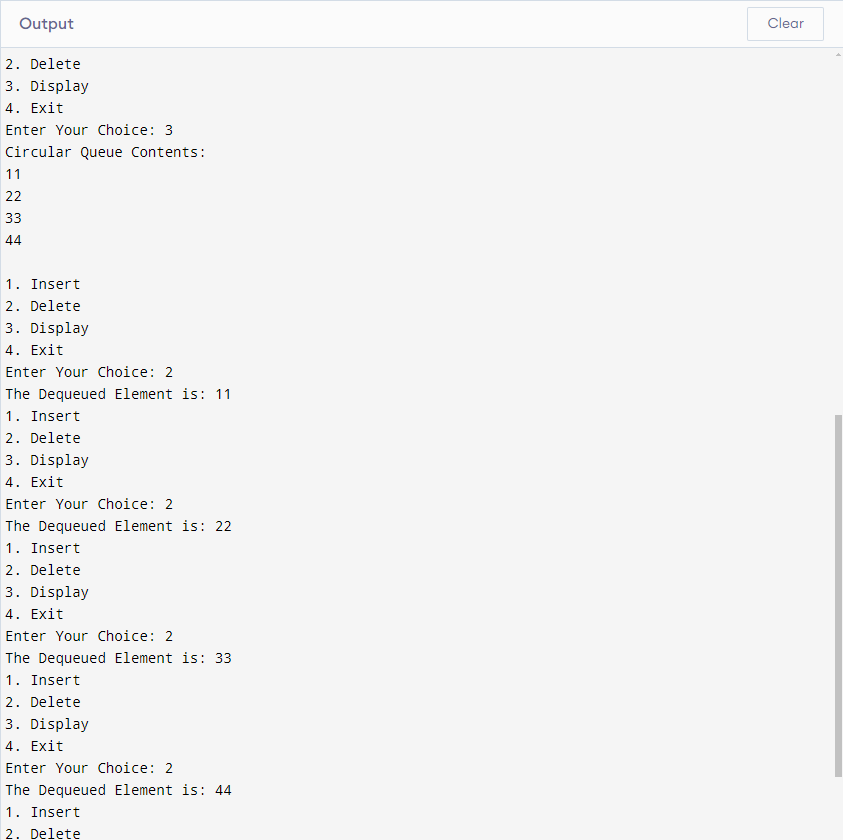 Output
Clear
2. Delete
3. Display
4. Exit
Enter Your Choice: 3
Circular Queue Contents:
11
22
33
44

1. Insert
2. Delete
3. Display
4. Exit
Enter Your Choice: 2
The Dequeued Element is: 11
1. Insert
2. Delete
3. Display
4. Exit
Enter Your Choice: 2
The Dequeued Element is: 22
1. Insert
2. Delete
3. Display
4. Exit
Enter Your Choice: 2
The Dequeued Element is: 33
1. Insert
2. Delete
3. Display
4. Exit
Enter Your Choice: 2
The Dequeued Element is: 44
1. Insert
2. Delete